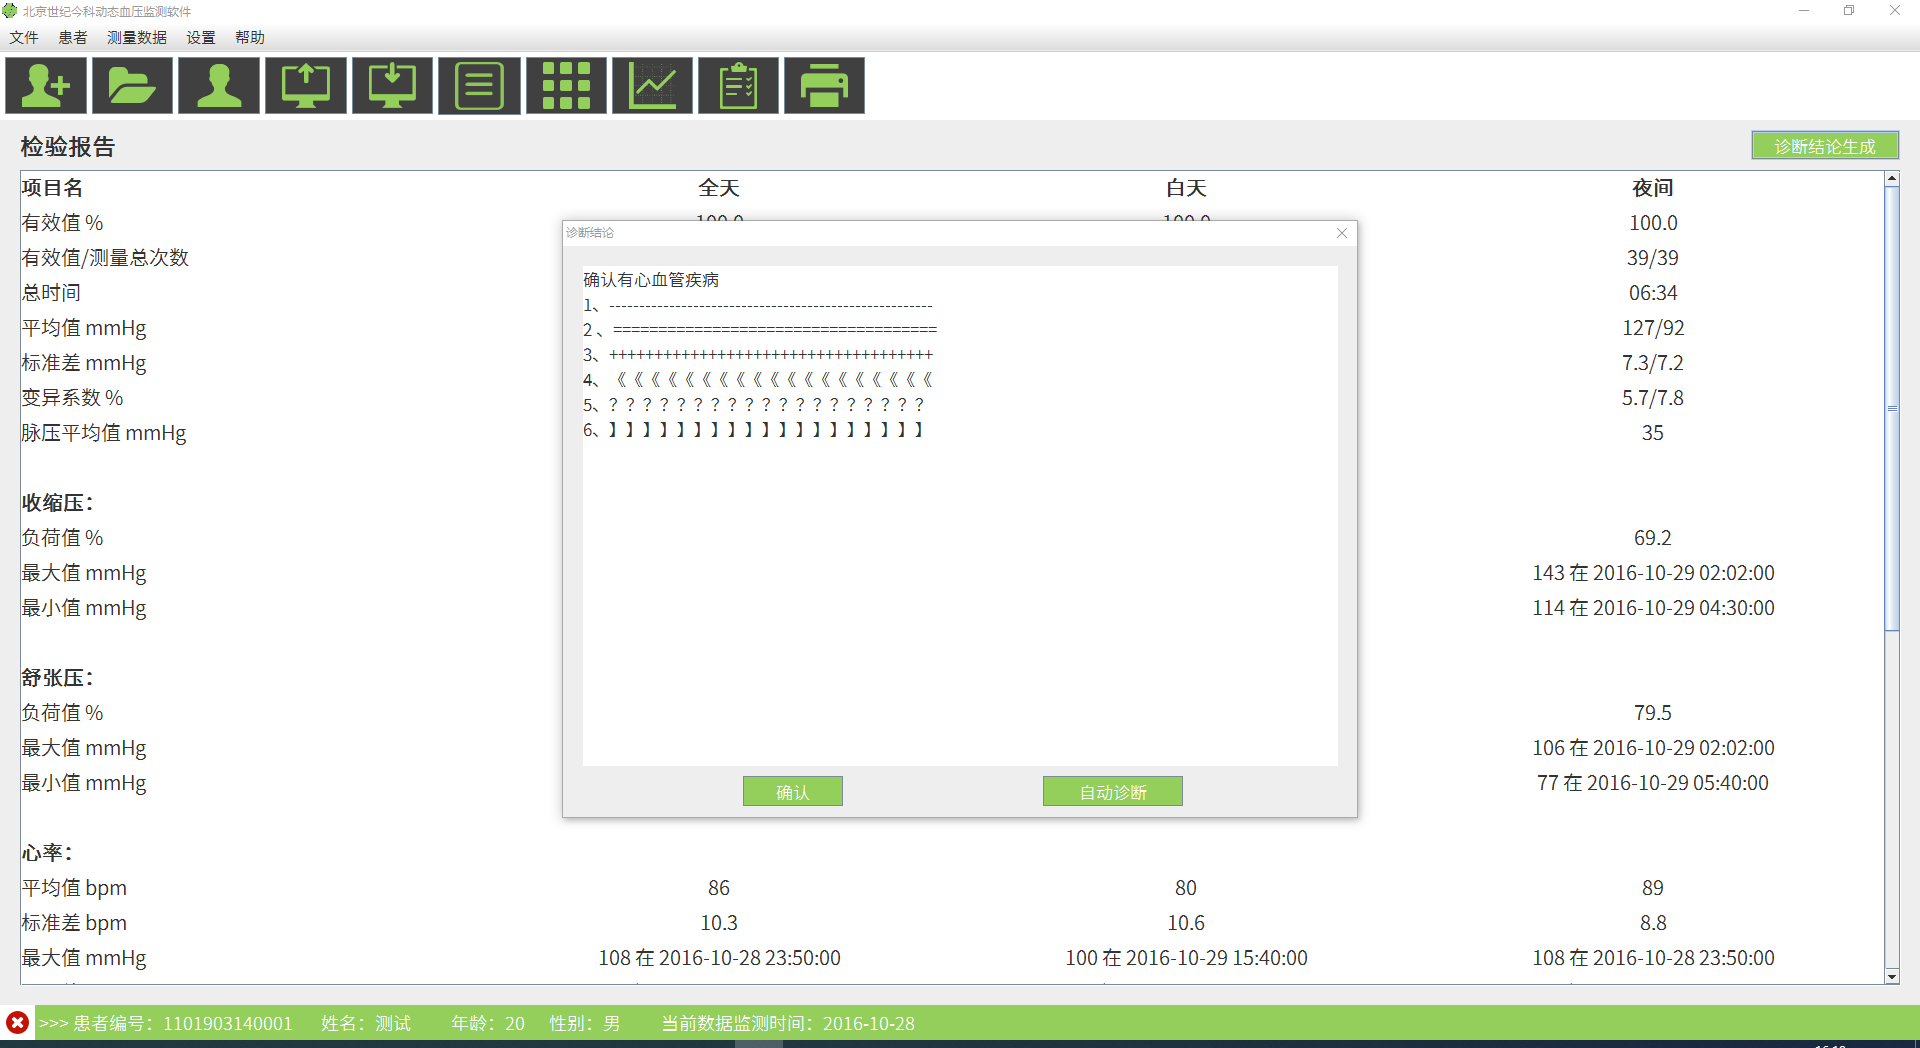 北京世纪今科动态血压监测软件
文件 患者 测量数据 设置 帮助
检验报告
诊断结论生成
项目名 全天 白天 夜间
有效值 % 100.0 100.0 100.0
有效值/测量总次数 39/39
总时间 06:34
平均值 mmHg 127/92
标准差 mmHg 7.3/7.2
变异系数 % 5.7/7.8
脉压平均值 mmHg 35
收缩压：
负荷值 % 69.2
最大值 mmHg 143 在 2016-10-29 02:02:00
最小值 mmHg 114 在 2016-10-29 04:30:00
舒张压：
负荷值 % 79.5
最大值 mmHg 106 在 2016-10-29 02:02:00
最小值 mmHg 77 在 2016-10-29 05:40:00
心率：
平均值 bpm 86 80 89
标准差 bpm 10.3 10.6 8.8
最大值 mmHg 108 在 2016-10-28 23:50:00 100 在 2016-10-29 15:40:00 108 在 2016-10-28 23:50:00
诊断结论
确认有心血管疾病
1、------------------------------------------------------
2 、====================================
3、++++++++++++++++++++++++++++++++++++
4、《《《《《《《《《《《《《《《《《《《
5、？？？？？？？？？？？？？？？？？？？
6、】】】】】】】】】】】】】】】】】】】
确认 自动诊断
>>> 患者编号：1101903140001 姓名：测试 年龄：20 性别：男 当前数据监测时间：2016-10-28